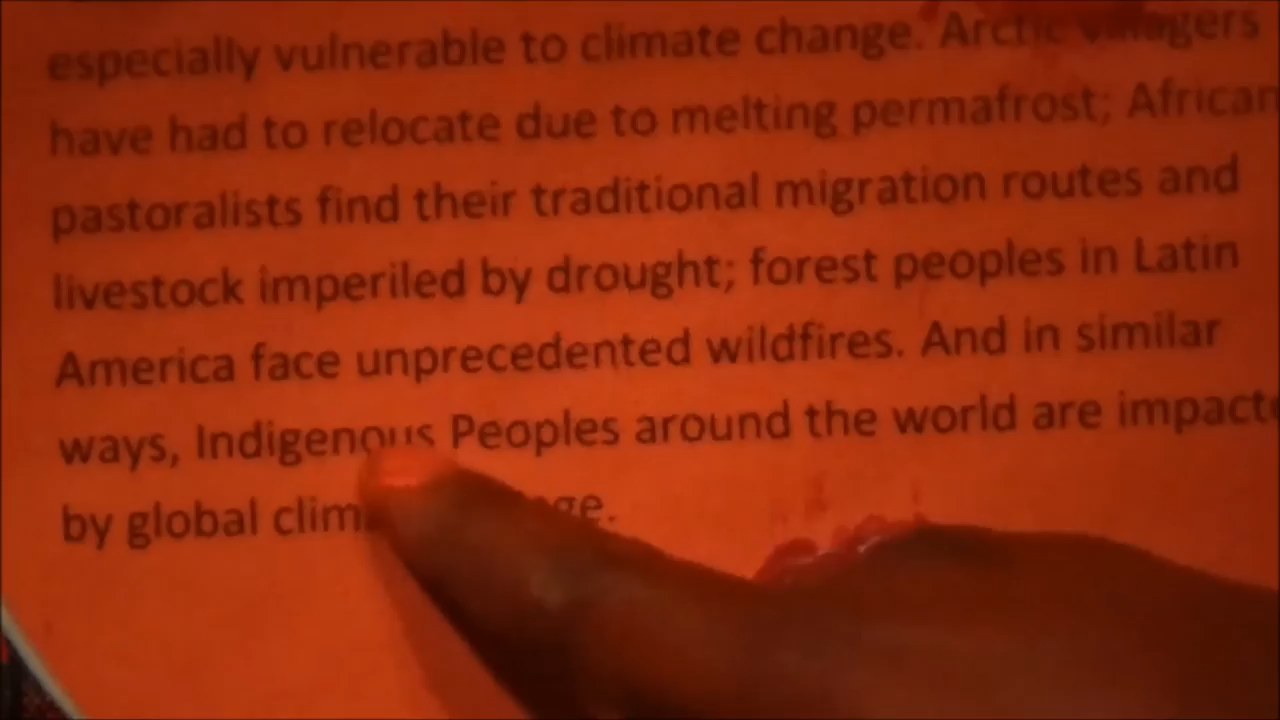 especially vulnerable to climate change. Arctic villagers
have had to relocate due to melting permafrost; African
pastoralists find their traditional migration routes and
livestock imperiled by drought; forest peoples in Latin
America face unprecedented wildfires. And in similar
ways, Indigenous Peoples around the world are impacte
by global